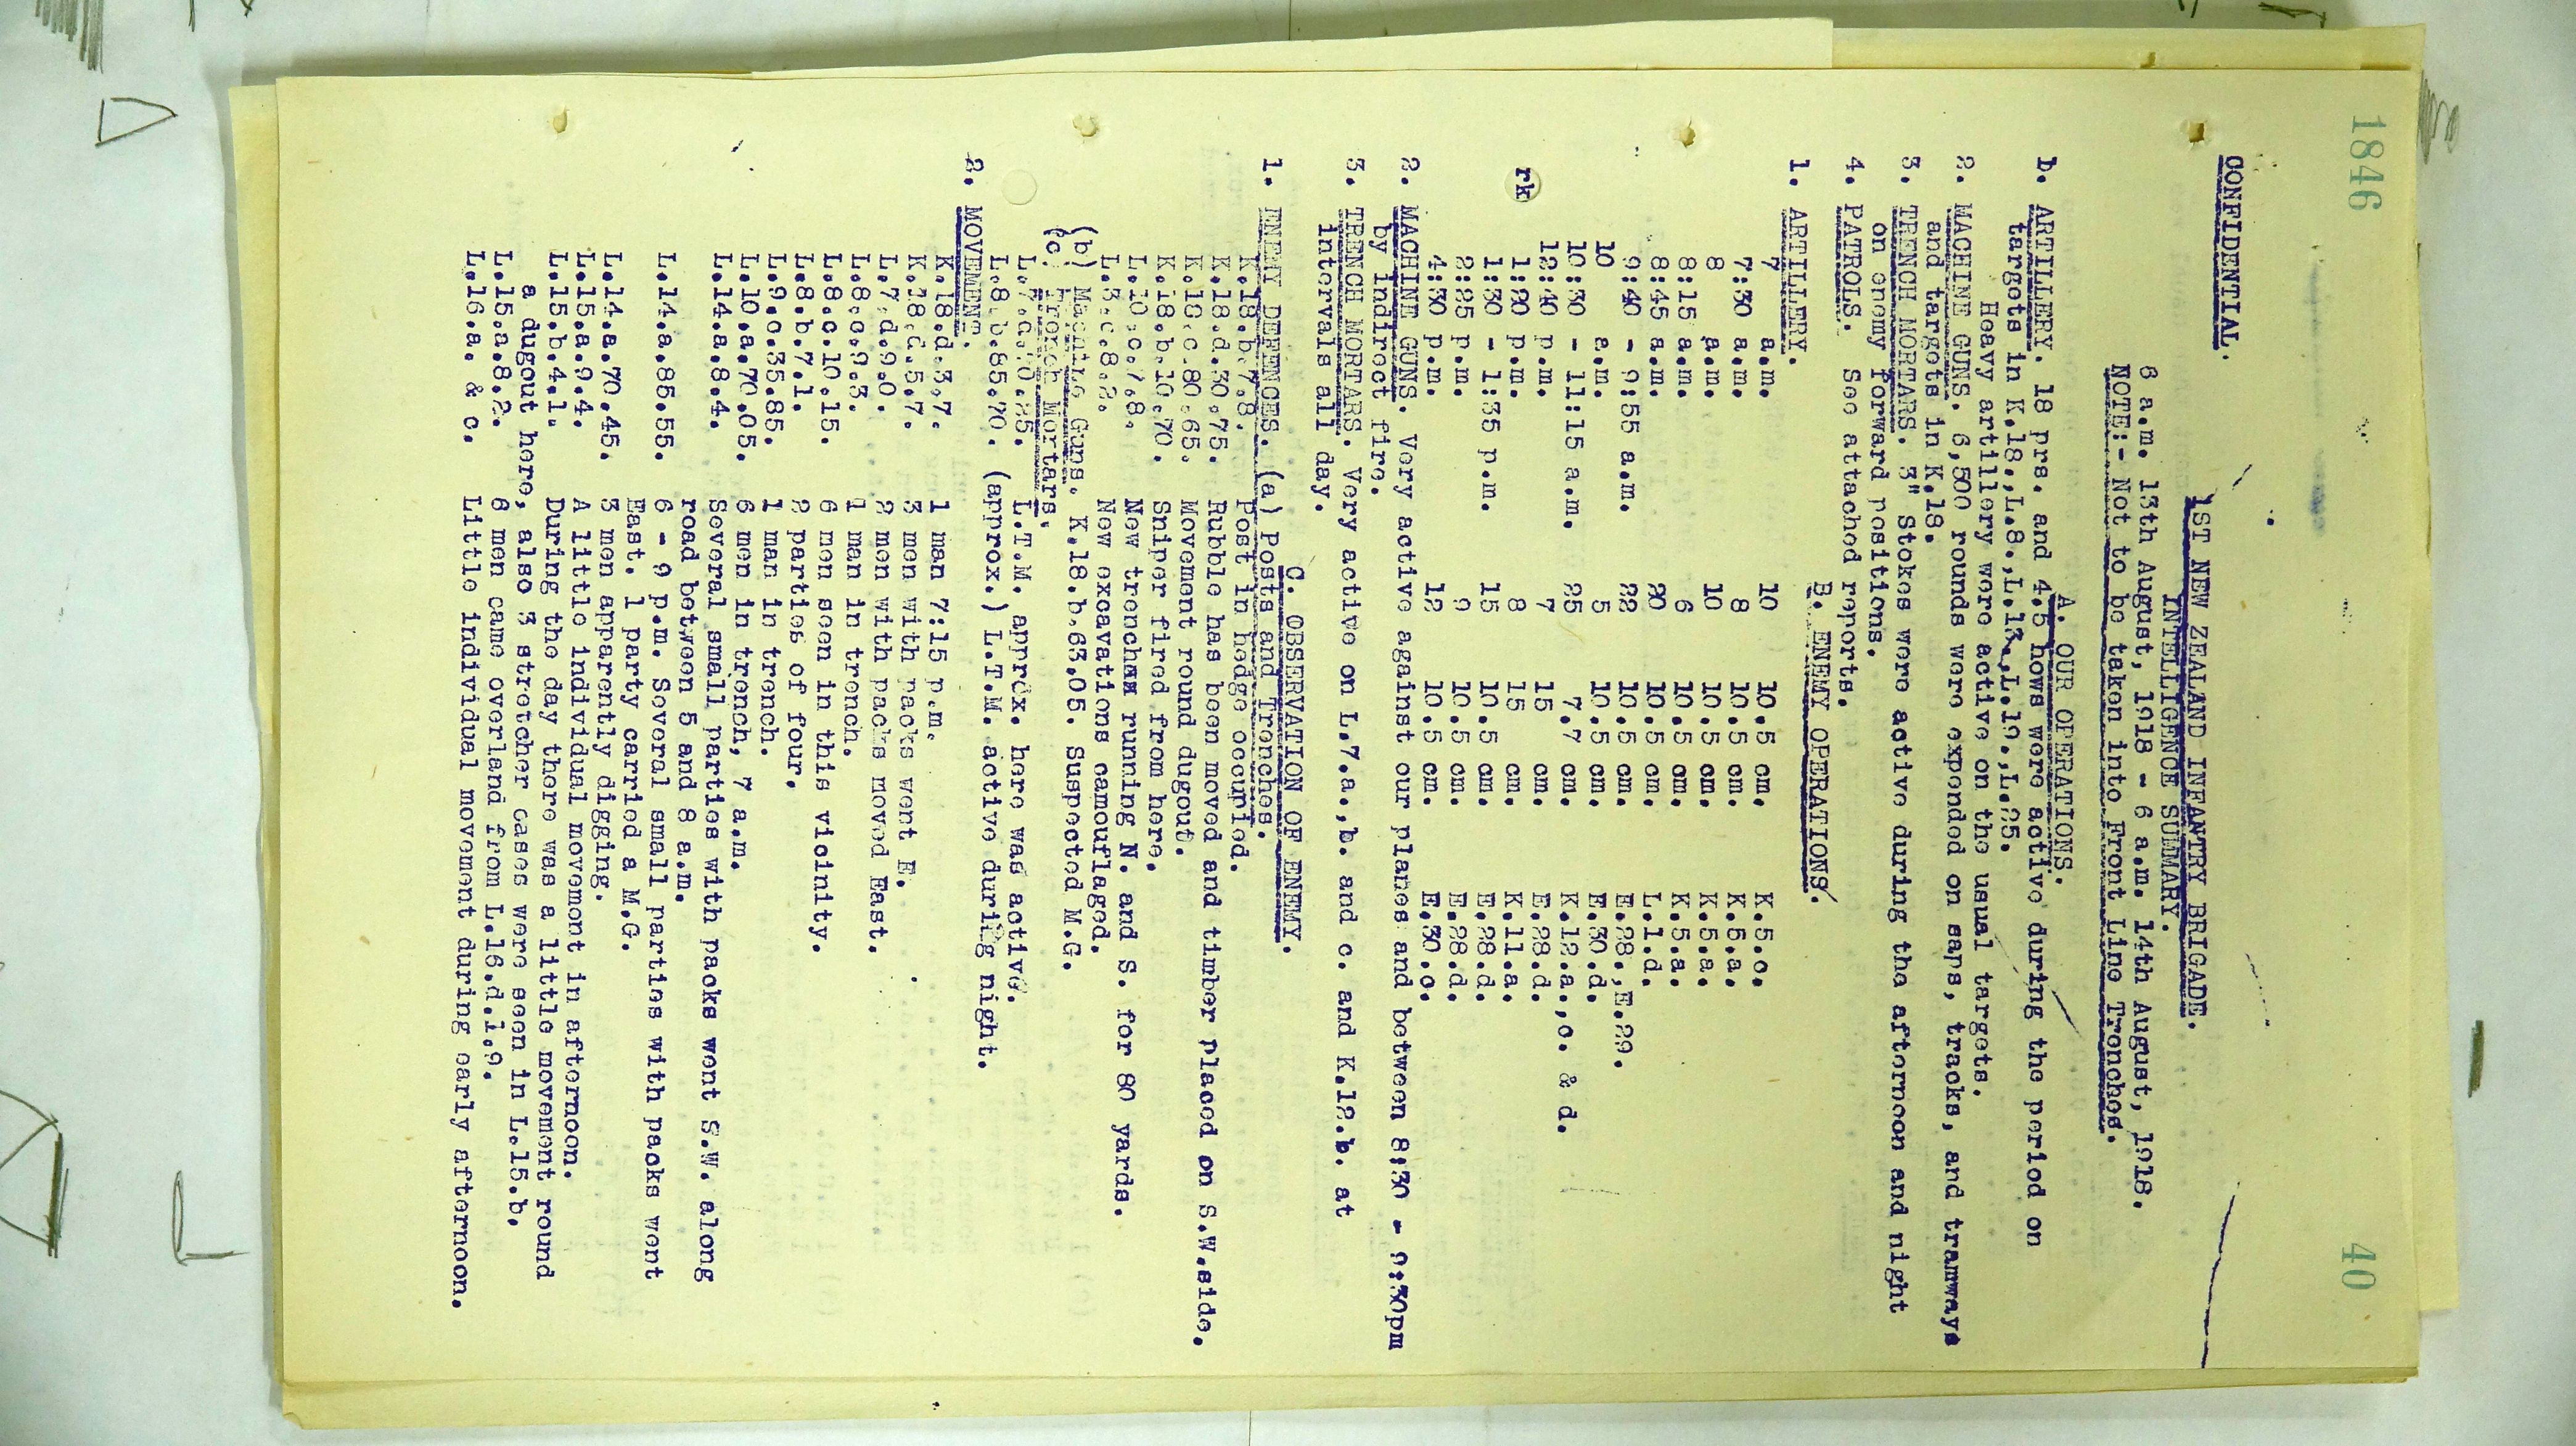 1846
40
CONFIDENTIAL.
1ST NEW ZEALAND INFANTRY BRIGADE.
INTELLIGENCE SUMMARY.
6 a.m. 13th August, 1918 - 6 a.m. 14th August, 1918.
NOTE:- Not to be taken into Front Line Trenches.
A. OUR OPERATIONS.
1. ARTILLERY. 18 prs. and 4.5 hows were active during the period on
targets in K.18.,L.8.,L.13.,L.19.,L.25.
Heavy artillery were active on the usual targets.
2. MACHINE GUNS. 6,500 rounds were expended on saps, tracks, and tramways
and targets in K.18.
3. TRENCH MORTARS. 3" Stokes were active during the afternoon and night
on enemy forward positions.
4. PATROLS. See attached reports.
B. ENEMY OPERATIONS.
1. ARTILLERY.
7 a.m. 10 10.5 cm. K.5.c.
7:30 a.m. 8 10.5 cm. K.5.a.
8 a.m. 10 10.5 cm. K.5.a.
8:15 a.m. 6 10.5 cm. K.5.a.
8:45 a.m. 20 10.5 cm. L.1.d.
9:40 - 9:55 a.m. 22 10.5 cm. E.28.,E.29.
10 a.m. 5 10.5 cm. E.30.d.
10:30 - 11:15 a.m. 25 7.7 cm. K.12.a.,c. & d.
12:40 p.m. 7 15 cm. E.28.d.
1:20 p.m. 8 15 cm. K.11.a.
1:30 - 1:35 p.m. 15 10.5 cm. E.28.d.
2:25 p.m. 9 10.5 cm. E.28.d.
4:30 p.m. 12 10.5 cm. E.30.c.
rk
2. MACHINE GUNS. Very active against our planes and between 8:30 - 9:30pm
by indirect fire.
3. TRENCH MORTARS. Very active on L.7.a.,b. and c. and K.12.b. at
intervals all day.
C. OBSERVATION OF ENEMY.
1. ENEMY DEFENCES. (a) Posts and Trenches.
K.18.b.7.8. Post in hedge occupied.
K.18.d.30.75. Rubble has been moved and timber placed on S.W.side.
K.18.c.80.65. Movement round dugout.
K.18.b.10.70. Sniper fired from here.
L.10.c.7.8. New trenches running N. and S. for 80 yards.
L.3.c.8.2. New excavations camouflaged.
(b) Machine Guns. K.18.b.63.05. Suspected M.G.
(c) Trench Mortars.
L.7.d.70.25. L.T.M. approx. here was active.
L.8.b.85.70. (approx.) L.T.M. active during night.
2. MOVEMENT.
K.18.d.3.7. 1 man 7:15 p.m.
K.18.d.5.7. 3 men with packs went E.
L.7.d.9.0. 2 men with packs moved East.
L.8.c.9.3. 1 man in trench.
L.8.c.10.15. 6 men seen in this vicinity.
L.8.b.7.1. 2 parties of four.
L.9.c.35.85. 1 man in trench.
L.10.a.70.05. 6 men in trench, 7 a.m.
L.14.a.8.4. Several small parties with packs went S.W. along
road between 5 and 8 a.m.
L.14.a.85.55. 6 - 9 p.m. Several small parties with packs went
East. 1 party carried a M.G.
L.14.a.70.45. 3 men apparently digging.
L.15.a.9.4. A little individual movement in afternoon.
L.15.b.4.1. During the day there was a little movement round
a dugout here, also 3 stretcher cases were seen in L.15.b.
L.15.a.8.2. 8 men came overland from L.16.d.1.9.
L.16.a. & c. Little individual movement during early afternoon.